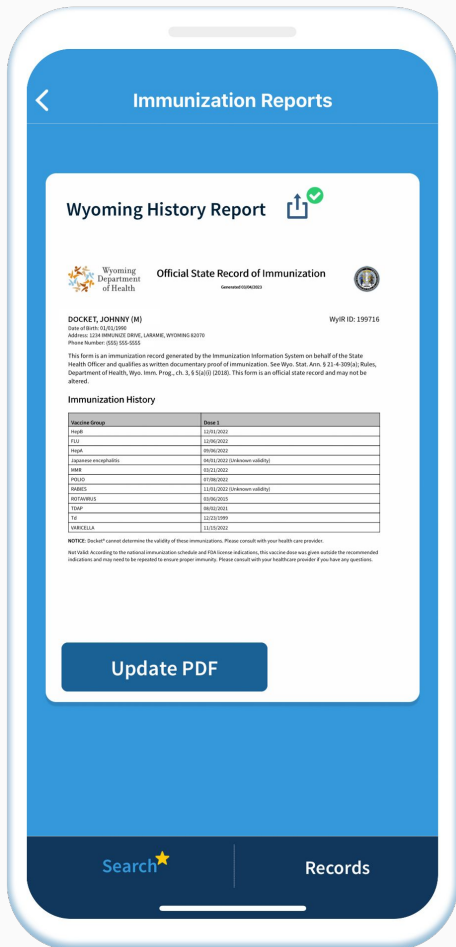 Immunization Reports
Wyoming History Report
Wyoming
Department
of Health
Official State Record of Immunization
Generated 03/04/2023
DOCKET, JOHNNY (M)
WyIR ID: 199716
Date of Birth: 01/01/1990
Address: 1234 IMMUNIZE DRIVE, LARAMIE, WYOMING 82070
Phone Number: (555) 555-5555
This form is an immunization record generated by the Immunization Information System on behalf of the State
Health Officer and qualifies as written documentary proof of immunization. See Wyo. Stat. Ann. § 21-4-309(a); Rules,
Department of Health, Wyo. Imm. Prog., ch. 3, § 5(a)(i) (2018). This form is an official state record and may not be
altered.
Immunization History
Vaccine Group Dose 1
HepB 12/01/2022
FLU 12/06/2022
HepA 09/06/2022
Japanese encephalitis 04/01/2022 (Unknown validity)
MMR 03/21/2022
POLIO 07/08/2022
RABIES 11/01/2022 (Unknown validity)
ROTAVIRUS 03/06/2015
TDAP 08/02/2021
Td 12/23/1999
VARICELLA 11/15/2022
NOTICE: Docket® cannot determine the validity of these immunizations. Please consult with your health care provider.
Not Valid: According to the national immunization schedule and FDA license indications, this vaccine dose was given outside the recommended
indications and may need to be repeated to ensure proper immunity. Please consult with your healthcare provider if you have any questions.
Update PDF
Search
Records